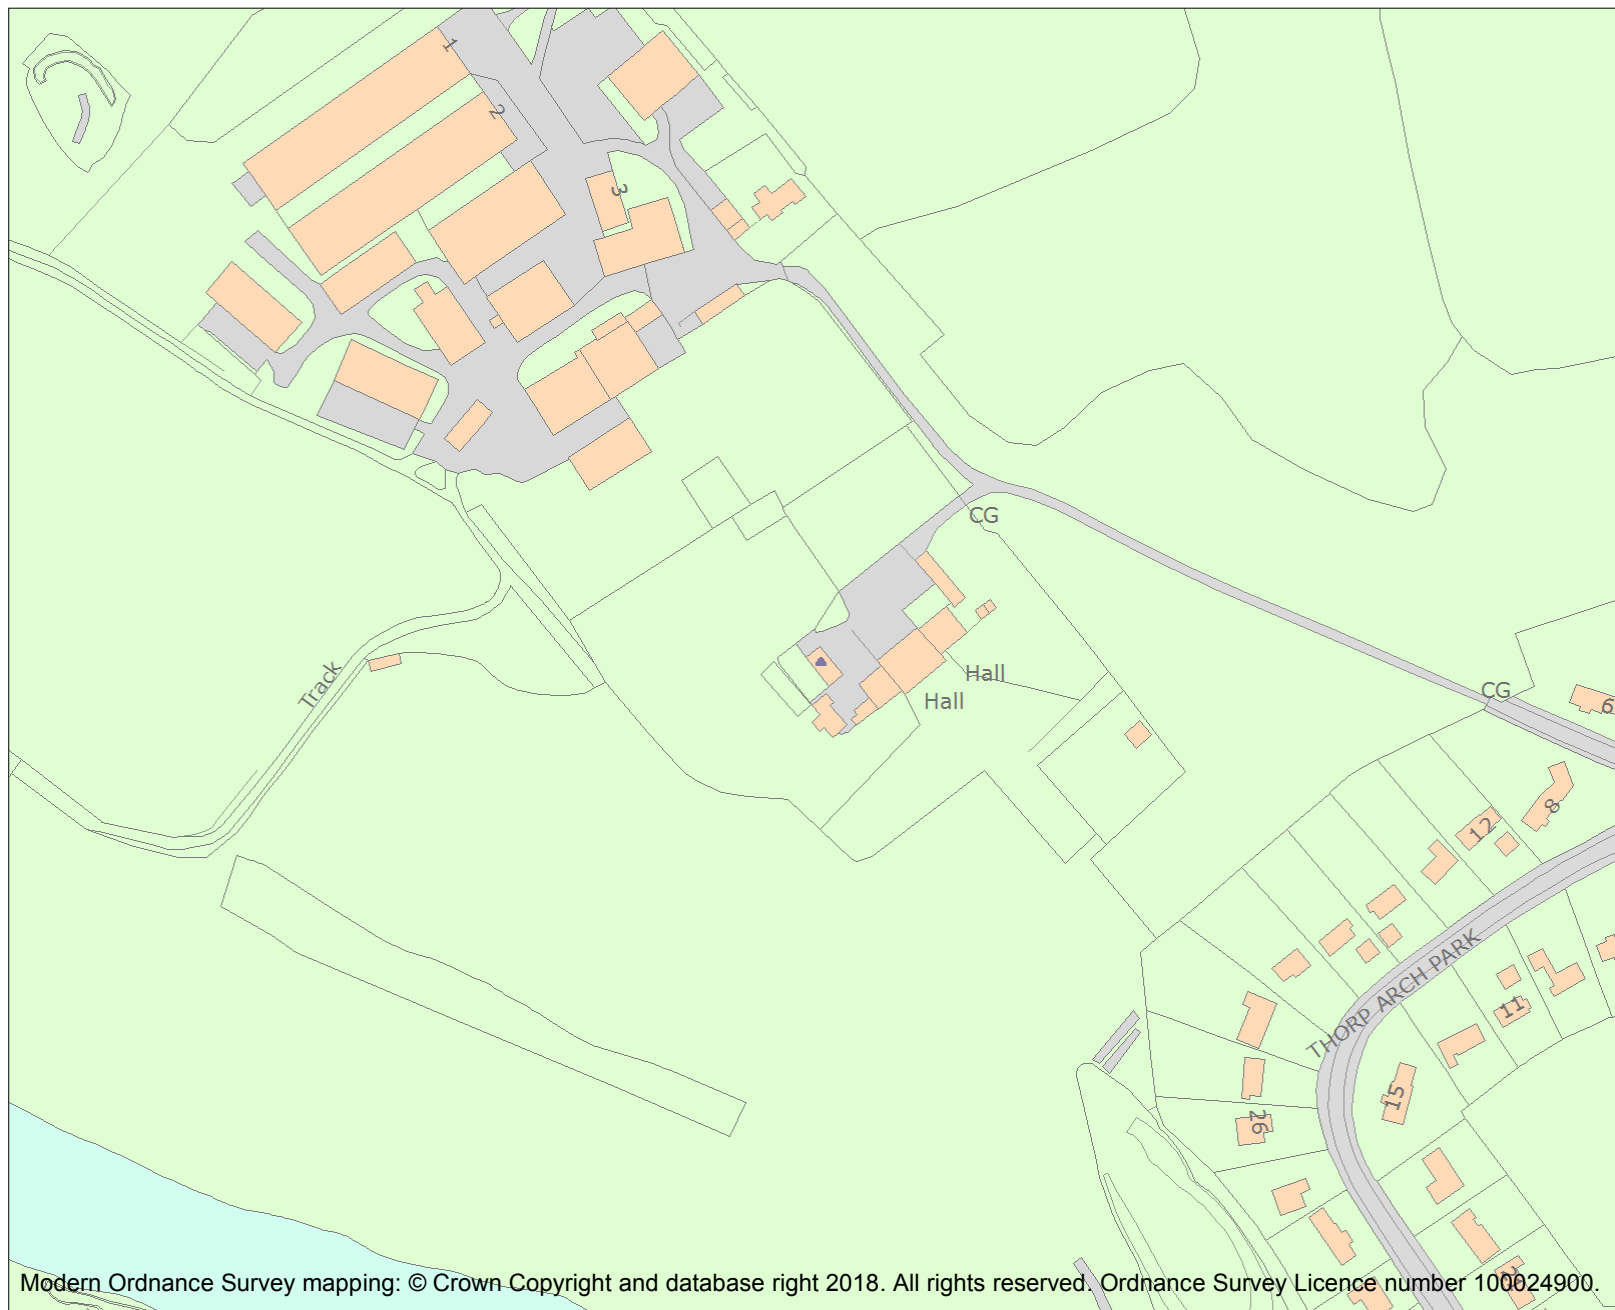 1
2
3
CG
Track
Hall
Hall
CG
6
8
12
THORP ARCH PARK
11
15
26
Modern Ordnance Survey mapping: © Crown Copyright and database right 2018. All rights reserved. Ordnance Survey Licence number 100024900.